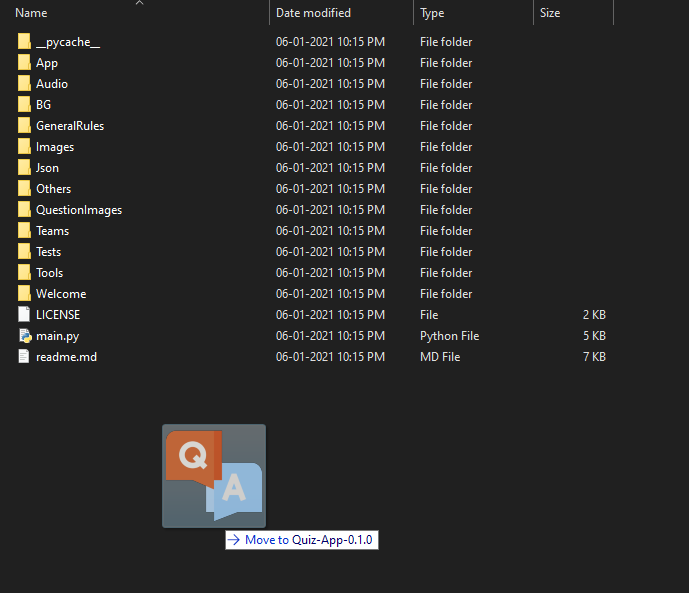 Name Date modified Type Size
__pycache__ 06-01-2021 10:15 PM File folder
App 06-01-2021 10:15 PM File folder
Audio 06-01-2021 10:15 PM File folder
BG 06-01-2021 10:15 PM File folder
GeneralRules 06-01-2021 10:15 PM File folder
Images 06-01-2021 10:15 PM File folder
Json 06-01-2021 10:15 PM File folder
Others 06-01-2021 10:15 PM File folder
QuestionImages 06-01-2021 10:15 PM File folder
Teams 06-01-2021 10:15 PM File folder
Tests 06-01-2021 10:15 PM File folder
Tools 06-01-2021 10:15 PM File folder
Welcome 06-01-2021 10:15 PM File folder
LICENSE 06-01-2021 10:15 PM File 2 KB
main.py 06-01-2021 10:15 PM Python File 5 KB
readme.md 06-01-2021 10:15 PM MD File 7 KB
Q
A
Move to Quiz-App-0.1.0